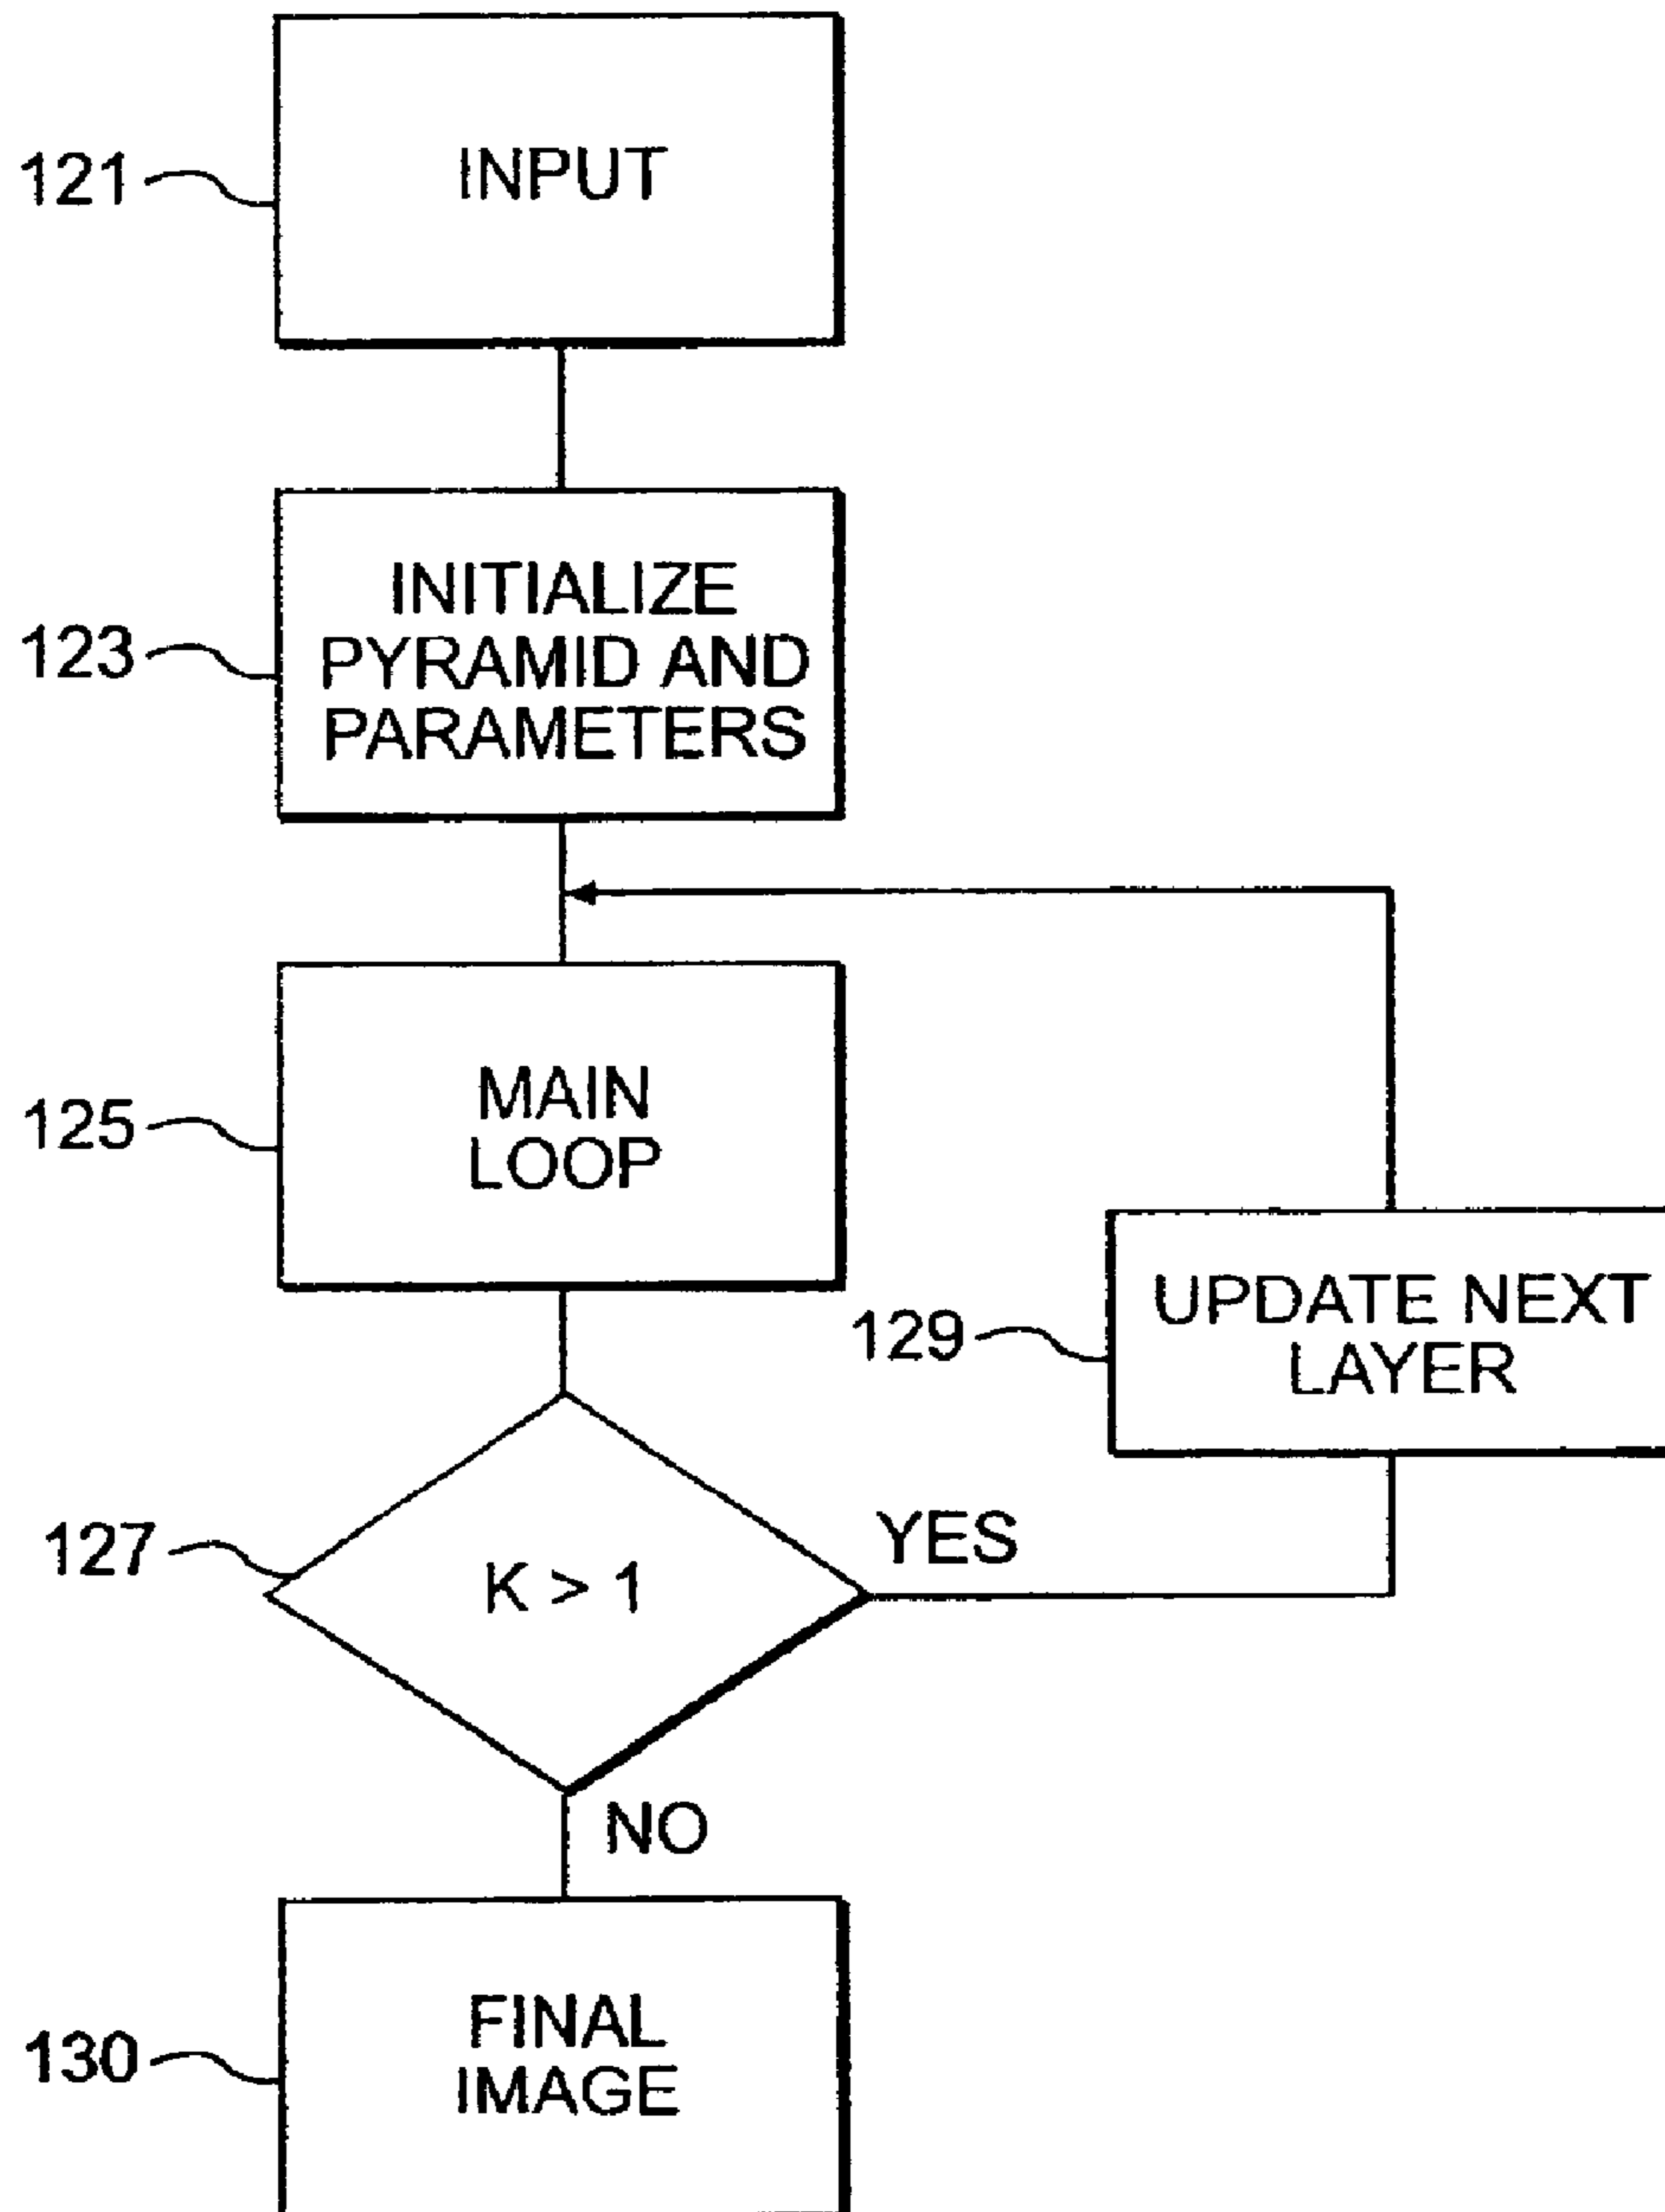 121
INPUT
123
INITIALIZE
PYRAMID AND
PARAMETERS
125
MAIN
LOOP
129
UPDATE NEXT
LAYER
127
K > 1
YES
NO
130
FINAL
IMAGE